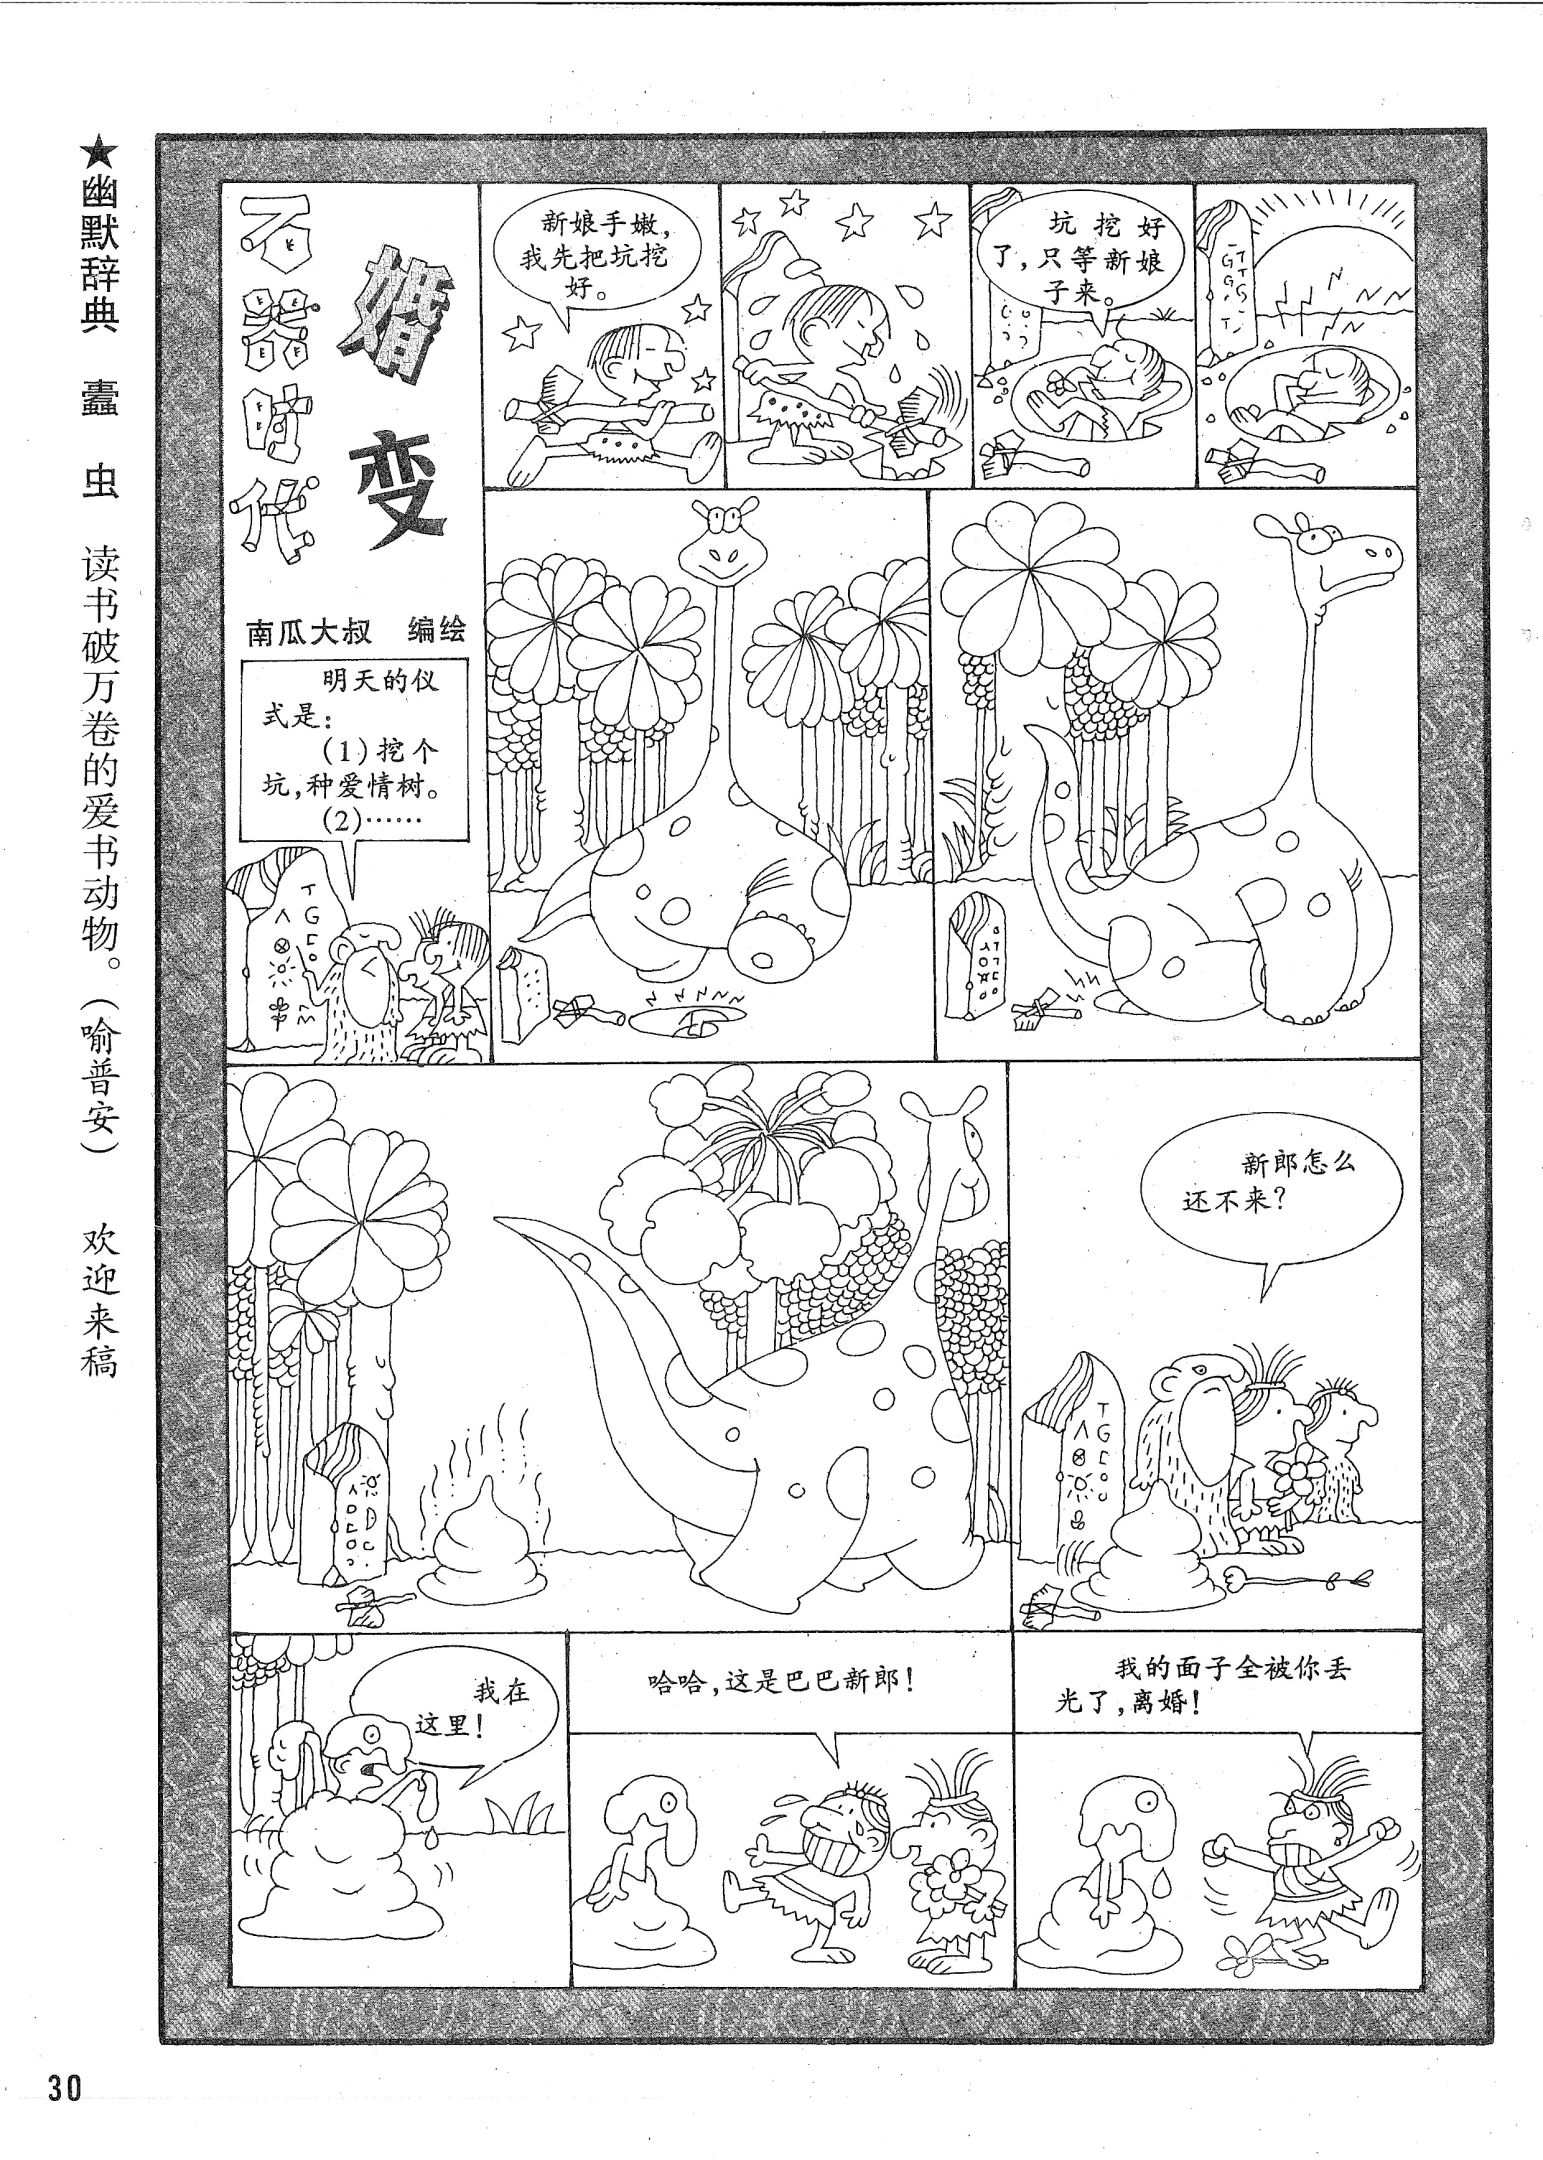 ★幽默辞典 蠹虫 读书破万卷的爱书动物。(喻普安) 欢迎来稿
石器时代
婚变
南瓜大叔 编绘
明天的仪
式是:
(1)挖个
坑,种爱情树。
(2)……
新娘手嫩,
我先把坑挖
好。
坑挖好
了,只等新娘
子来。
新郎怎么
还不来?
我在
这里!
哈哈,这是巴巴新郎!
我的面子全被你丢
光了,离婚!
30